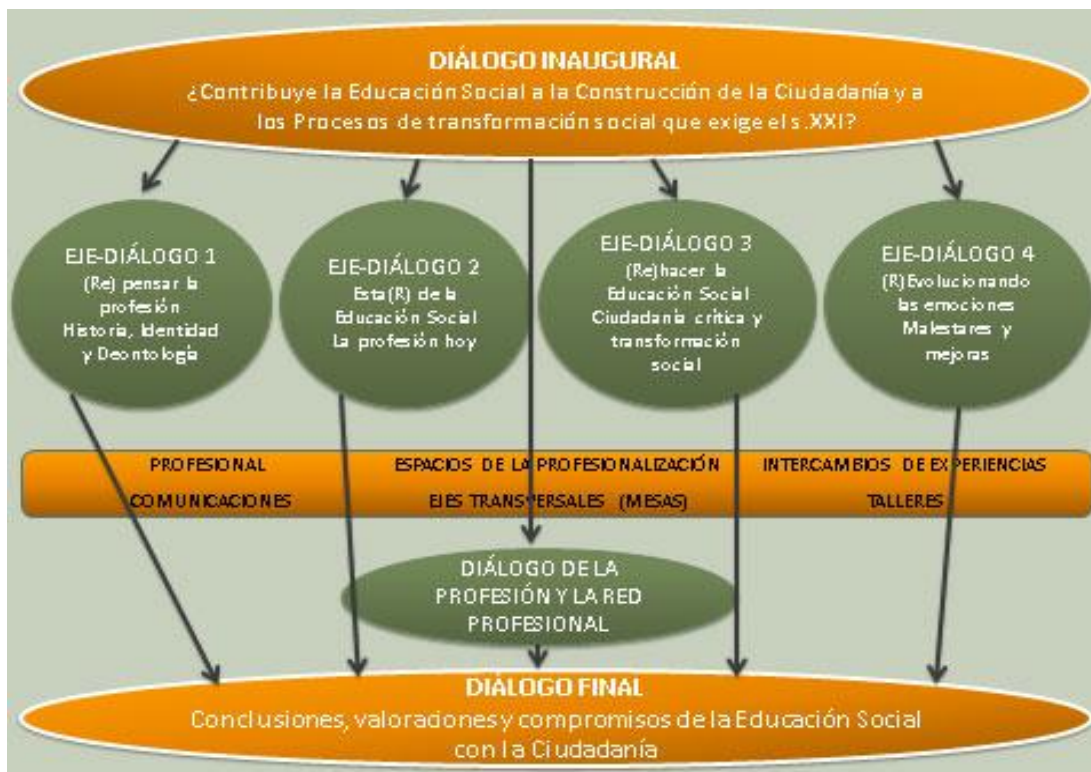 DIÁLOGO INAUGURAL
¿Contribuye la Educación Social a la Construcción de la Ciudadanía y a
los Procesos de transformación social que exige el s.XXI?
EJE-DIÁLOGO 1
(Re) pensar la
profesión
Historia, Identidad
y Deontología
EJE-DIÁLOGO 2
Esta(R) de la
Educación Social
La profesión hoy
EJE-DIÁLOGO 3
(Re)hacer la
Educación Social
Ciudadanía crítica y
transformación
social
EJE-DIÁLOGO 4
(R)Evolucionando
las emociones
Malestares y
mejoras
PROFESIONAL ESPACIOS DE LA PROFESIONALIZACIÓN INTERCAMBIOS DE EXPERIENCIAS
COMUNICACIONES EJES TRANSVERSALES (MESAS) TALLERES
DIÁLOGO DE LA
PROFESIÓN Y LA RED
PROFESIONAL
DIÁLOGO FINAL
Conclusiones, valoraciones y compromisos de la Educación Social
con la Ciudadanía